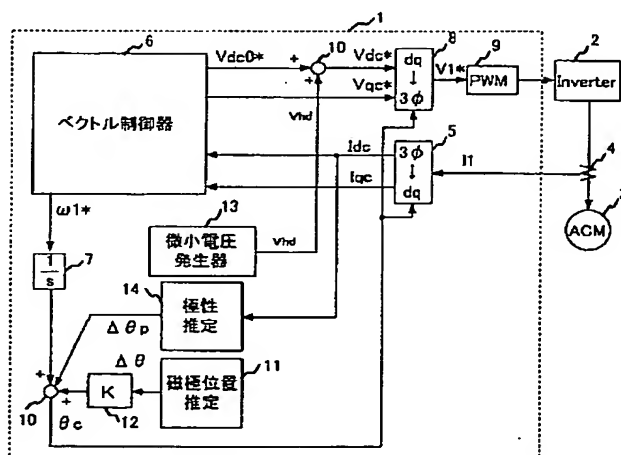 1
6
ベクトル制御器
Vdc0*
+
10
+
Vdc*
Vqc*
Vhd
8
dq
↓
3φ
V1*
9
PWM
2
Inverter
Idc
Iqc
5
3φ
↓
dq
I1
4
3
ACM
ω1*
7
1
s
13
微小電圧
発生器
Vhd
14
極性
推定
Δθp
11
磁極位置
推定
Δθ
K
12
+
+
10
θc